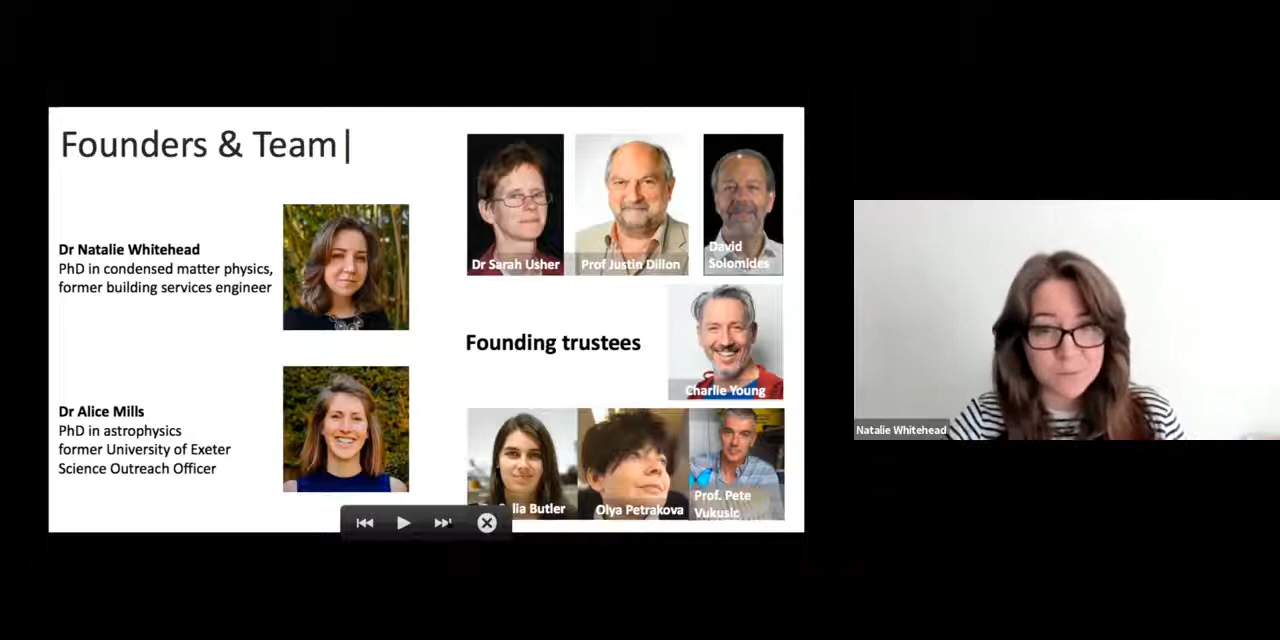 Founders & Team|
Dr Natalie Whitehead
PhD in condensed matter physics,
former building services engineer
Dr Alice Mills
PhD in astrophysics
former University of Exeter
Science Outreach Officer
Dr Sarah Usher
Prof Justin Dillon
David
Solomides
Founding trustees
Charlie Young
lia Butler
Olya Petrakova
Prof. Pete
Vukusic
Natalie Whitehead